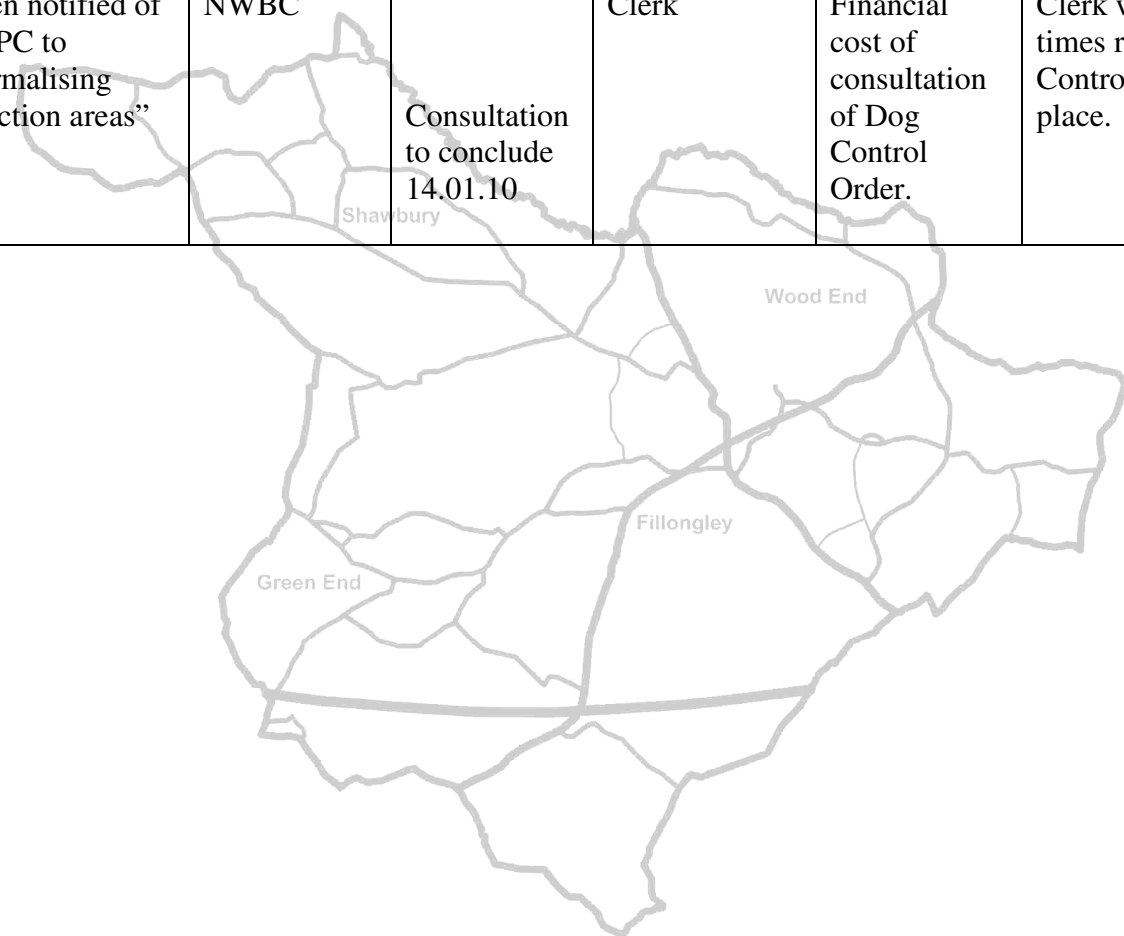 en notified of
PC to
rmalising
ction areas”
NWBC
Consultation
to conclude
14.01.10
Clerk
Financial
cost of
consultation
of Dog
Control
Order.
Clerk w
times r
Contro
place.
Shawbury
Wood End
Fillongley
Green End